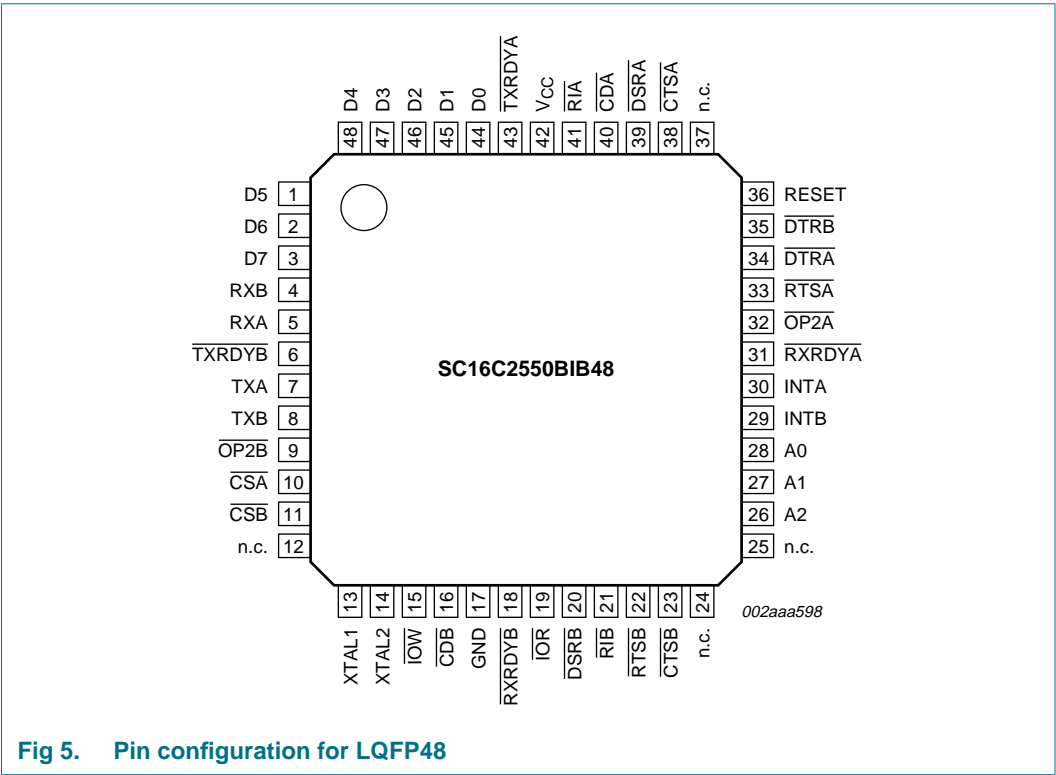 D4 D3 D2 D1 D0 TXRDYA VCC RIA CDA DSRA CTSA n.c.
48 47 46 45 44 43 42 41 40 39 38 37
D5 1
D6 2
D7 3
RXB 4
RXA 5
TXRDYB 6
TXA 7
TXB 8
OP2B 9
CSA 10
CSB 11
n.c. 12
SC16C2550BIB48
36 RESET
35 DTRB
34 DTRA
33 RTSA
32 OP2A
31 RXRDYA
30 INTA
29 INTB
28 A0
27 A1
26 A2
25 n.c.
13 14 15 16 17 18 19 20 21 22 23 24
XTAL1 XTAL2 IOW CDB GND RXRDYB IOR DSRB RIB RTSB CTSB n.c.
002aaa598
Fig 5. Pin configuration for LQFP48